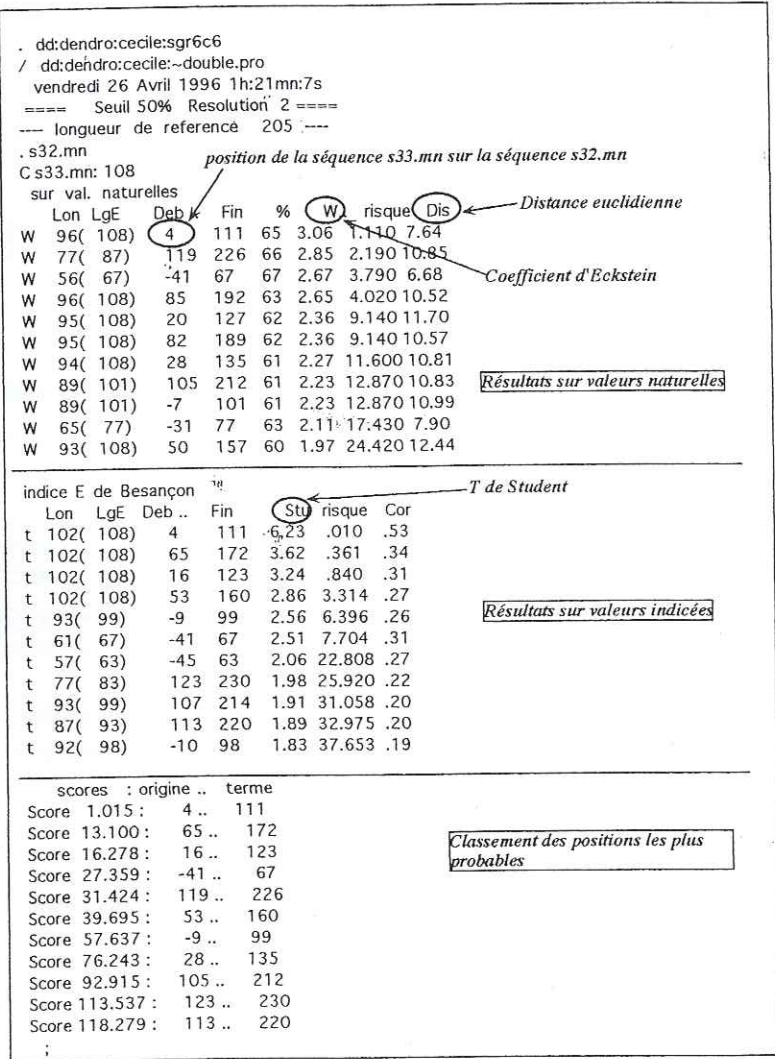 . dd:dendro:cecile:sgr6c6
/ dd:dendro:cecile:~double.pro
vendredi 26 Avril 1996 1h:21mn:7s
==== Seuil 50% Resolution 2 ====
---- longueur de reference 205 ----
. s32.mn
C s33.mn: 108
position de la séquence s33.mn sur la séquence s32.mn
sur val. naturelles
Lon LgE Deb Fin % W risque Dis
Distance euclidienne
W 96( 108) 4 111 65 3.06 1.110 7.64
W 77( 87) 119 226 66 2.85 2.190 10.85
W 56( 67) -41 67 67 2.67 3.790 6.68
Coefficient d'Eckstein
W 96( 108) 85 192 63 2.65 4.020 10.52
W 95( 108) 20 127 62 2.36 9.140 11.70
W 95( 108) 82 189 62 2.36 9.140 10.57
W 94( 108) 28 135 61 2.27 11.600 10.81
W 89( 101) 105 212 61 2.23 12.870 10.83
Résultats sur valeurs naturelles
W 89( 101) -7 101 61 2.23 12.870 10.99
W 65( 77) -31 77 63 2.11 17.430 7.90
W 93( 108) 50 157 60 1.97 24.420 12.44
indice E de Besançon
T de Student
Lon LgE Deb .. Fin Stu risque Cor
t 102( 108) 4 111 6.23 .010 .53
t 102( 108) 65 172 3.62 .361 .34
t 102( 108) 16 123 3.24 .840 .31
t 102( 108) 53 160 2.86 3.314 .27
t 93( 99) -9 99 2.56 6.396 .26
Résultats sur valeurs indicées
t 61( 67) -41 67 2.51 7.704 .31
t 57( 63) -45 63 2.06 22.808 .27
t 77( 83) 123 230 1.98 25.920 .22
t 93( 99) 107 214 1.91 31.058 .20
t 87( 93) 113 220 1.89 32.975 .20
t 92( 98) -10 98 1.83 37.653 .19
scores : origine .. terme
Score 1.015 : 4 .. 111
Score 13.100 : 65 .. 172
Score 16.278 : 16 .. 123
Score 27.359 : -41 .. 67
Score 31.424 : 119 .. 226
Score 39.695 : 53 .. 160
Score 57.637 : -9 .. 99
Score 76.243 : 28 .. 135
Score 92.915 : 105 .. 212
Score 113.537 : 123 .. 230
Score 118.279 : 113 .. 220
;
Classement des positions les plus
probables